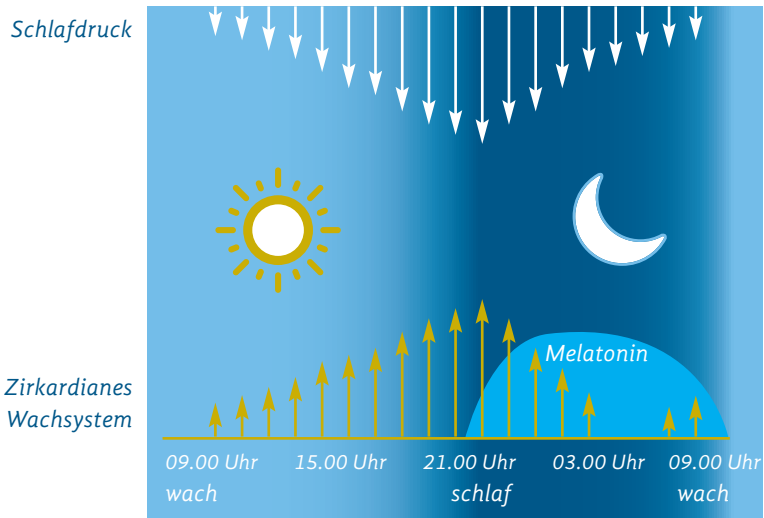 Schlafdruck
Melatonin
Zirkardianes
Wachsystem
09.00 Uhr 15.00 Uhr 21.00 Uhr 03.00 Uhr 09.00 Uhr
wach schlaf wach